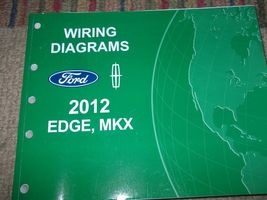 WIRING
DIAGRAMS
Ford
2012
EDGE, MKX